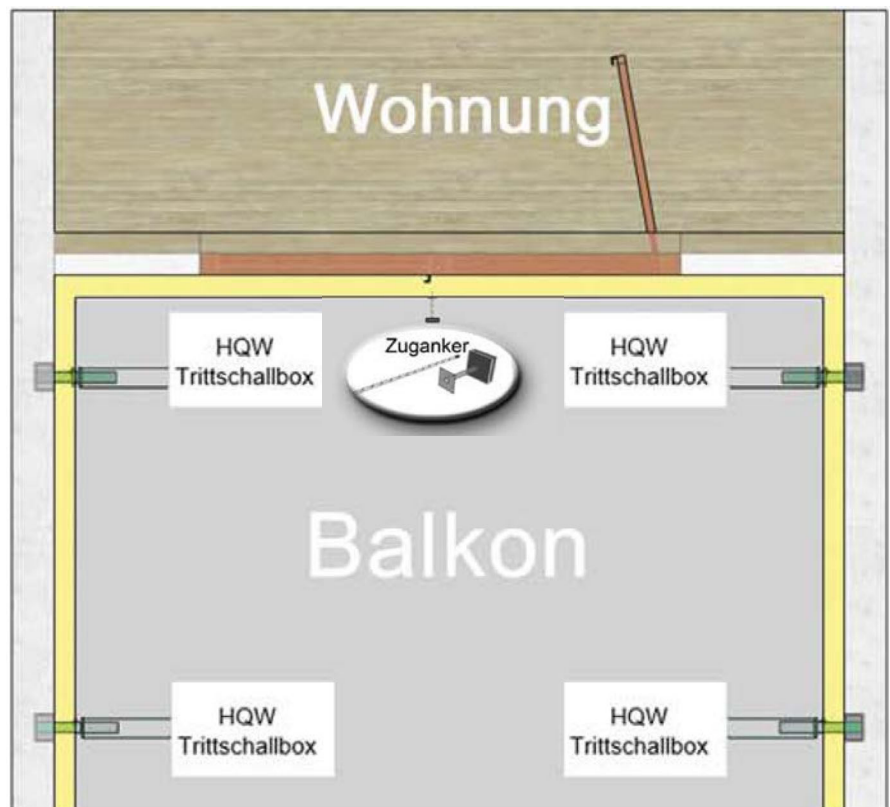 Wohnung
HQW
Trittschallbox
Zuganker
HQW
Trittschallbox
Balkon
HQW
Trittschallbox
HQW
Trittschallbox